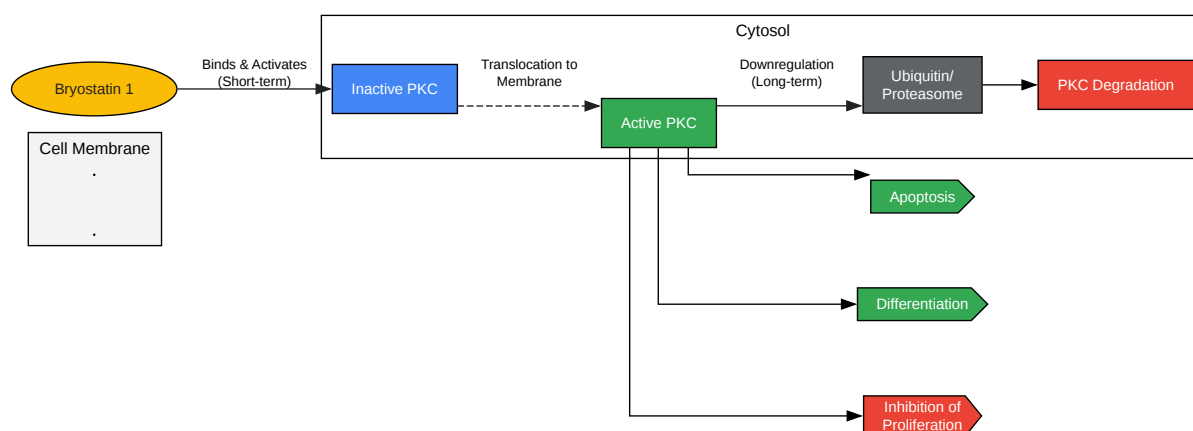 Cytosol
Bryostatin 1
Binds & Activates
(Short-term)
Inactive PKC
Translocation to
Membrane
Active PKC
Downregulation
(Long-term)
Ubiquitin/
Proteasome
PKC Degradation
Cell Membrane
Apoptosis
Differentiation
Inhibition of
Proliferation